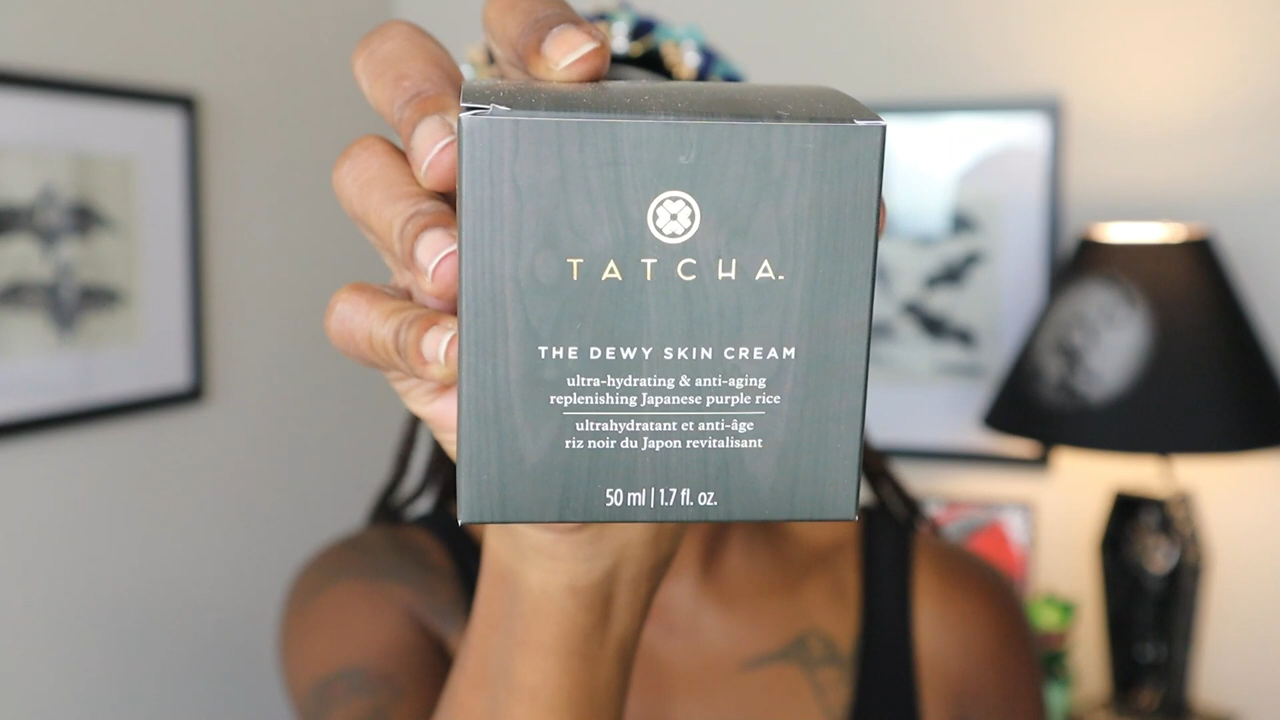 TATCHA™
THE DEWY SKIN CREAM
ultra-hydrating & anti-aging
replenishing Japanese purple rice
ultrahydratant et anti-âge
riz noir du Japon revitalisant
50 ml | 1.7 fl. oz.